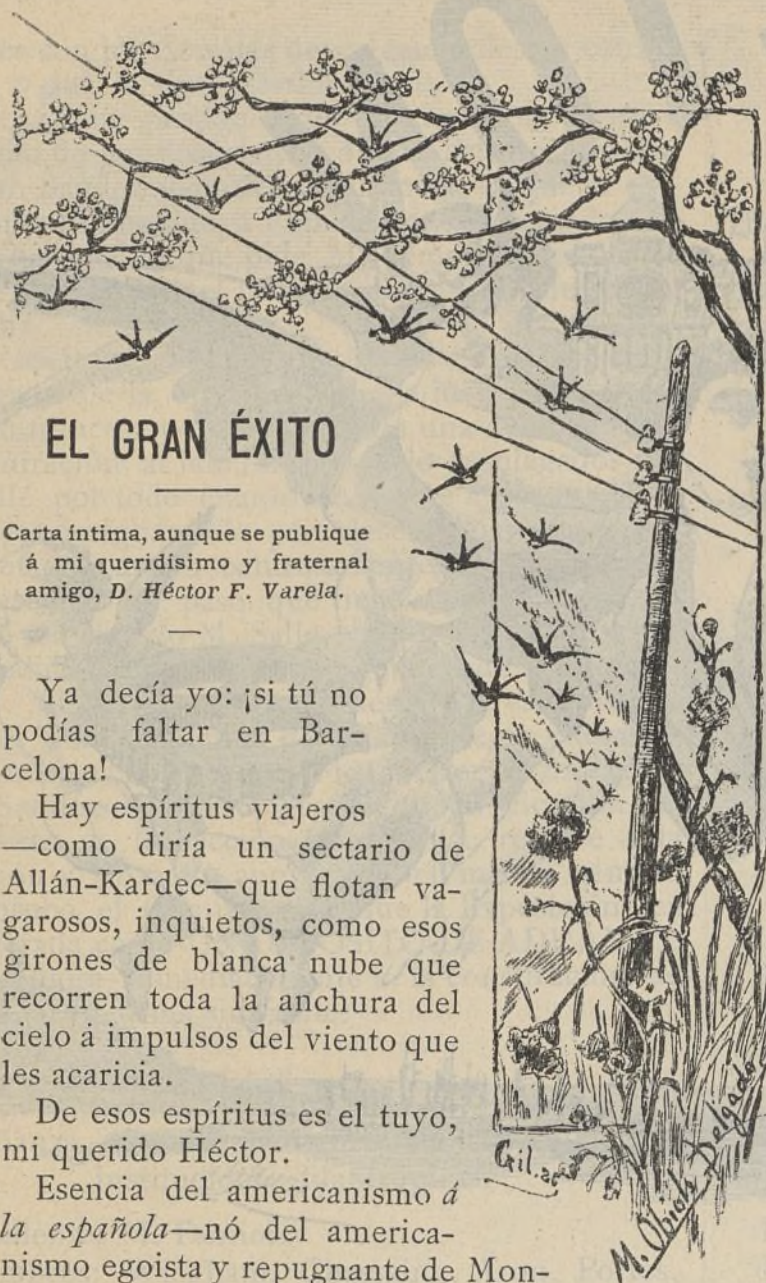 EL GRAN ÉXITO
Carta íntima, aunque se publique
á mi queridísimo y fraternal
amigo, D. Héctor F. Varela.
Ya decía yo: ¡si tú no
podías faltar en Bar-
celona!
Hay espíritus viajeros
—como diría un sectario de
Allán-Kardec—que flotan va-
garosos, inquietos, como esos
girones de blanca nube que
recorren toda la anchura del
cielo á impulsos del viento que
les acaricia.
De esos espíritus es el tuyo,
mi querido Héctor.
Esencia del americanismo á
la española—nó del america-
nismo egoista y repugnante de Mon-
Gil.
M. Obiols Delgado